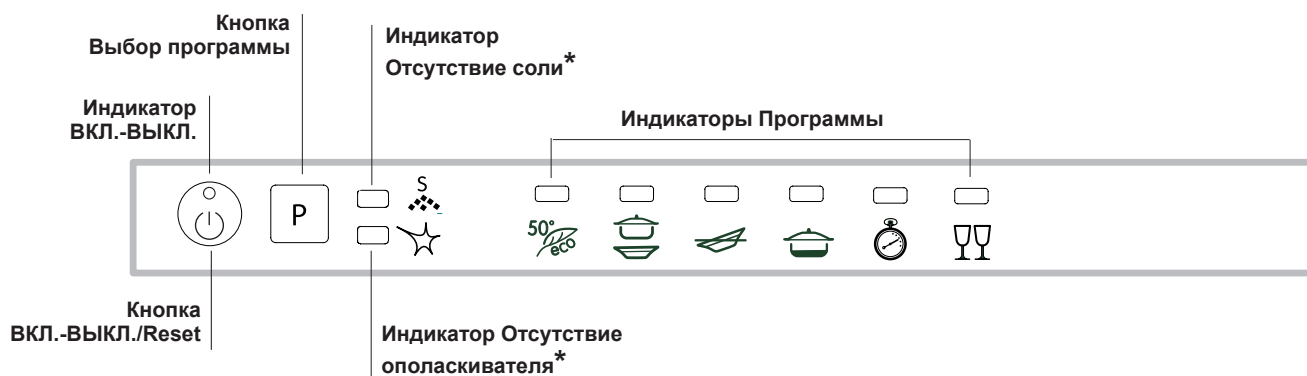 Кнопка
Выбор программы
Индикатор
Отсутствие соли*
Индикатор
ВКЛ.-ВЫКЛ.
Индикаторы Программы
S
P
50°
eco
Кнопка
ВКЛ.-ВЫКЛ./Reset
Индикатор Отсутствие
ополаскивателя*